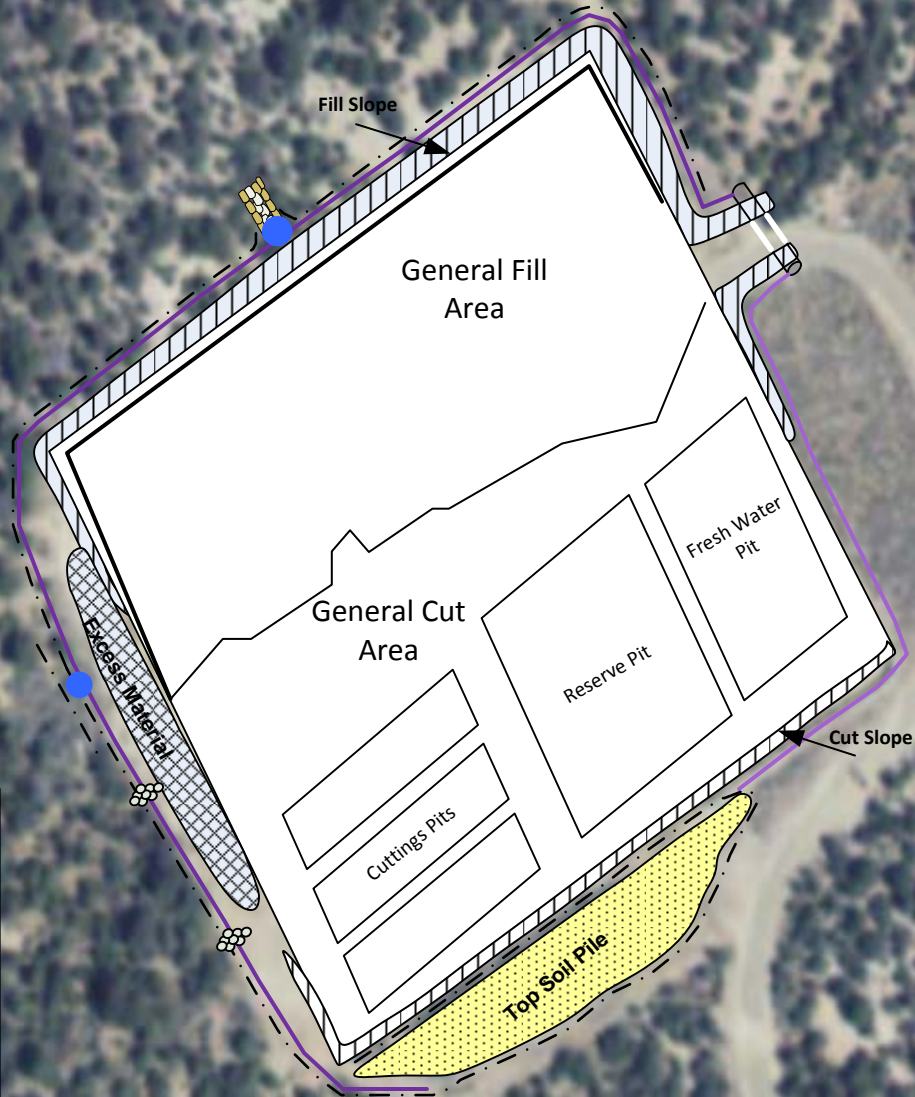 Fill Slope
General Fill
Area
Fresh Water
Pit
General Cut
Area
Excess Material
Reserve Pit
Cut Slope
Cuttings Pits
Top Soil Pile